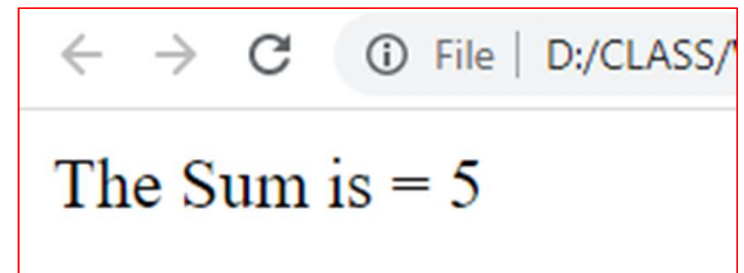 File | D:/CLASS/
The Sum is = 5